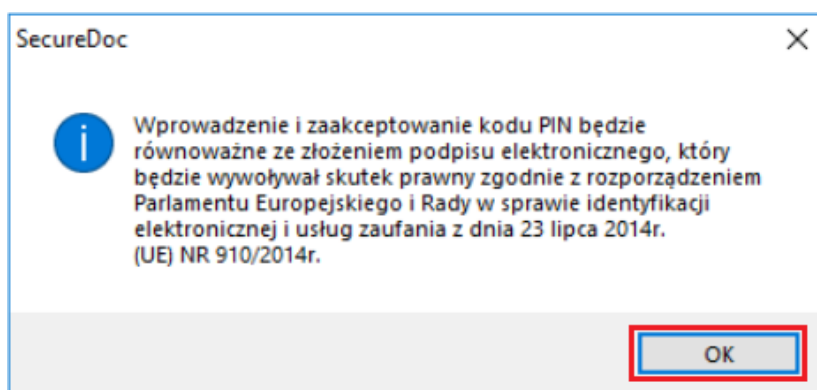 SecureDoc
Wprowadzenie i zaakceptowanie kodu PIN będzie
równoważne ze złożeniem podpisu elektronicznego, który
będzie wywoływał skutek prawny zgodnie z rozporządzeniem
Parlamentu Europejskiego i Rady w sprawie identyfikacji
elektronicznej i usług zaufania z dnia 23 lipca 2014r.
(UE) NR 910/2014r.
OK